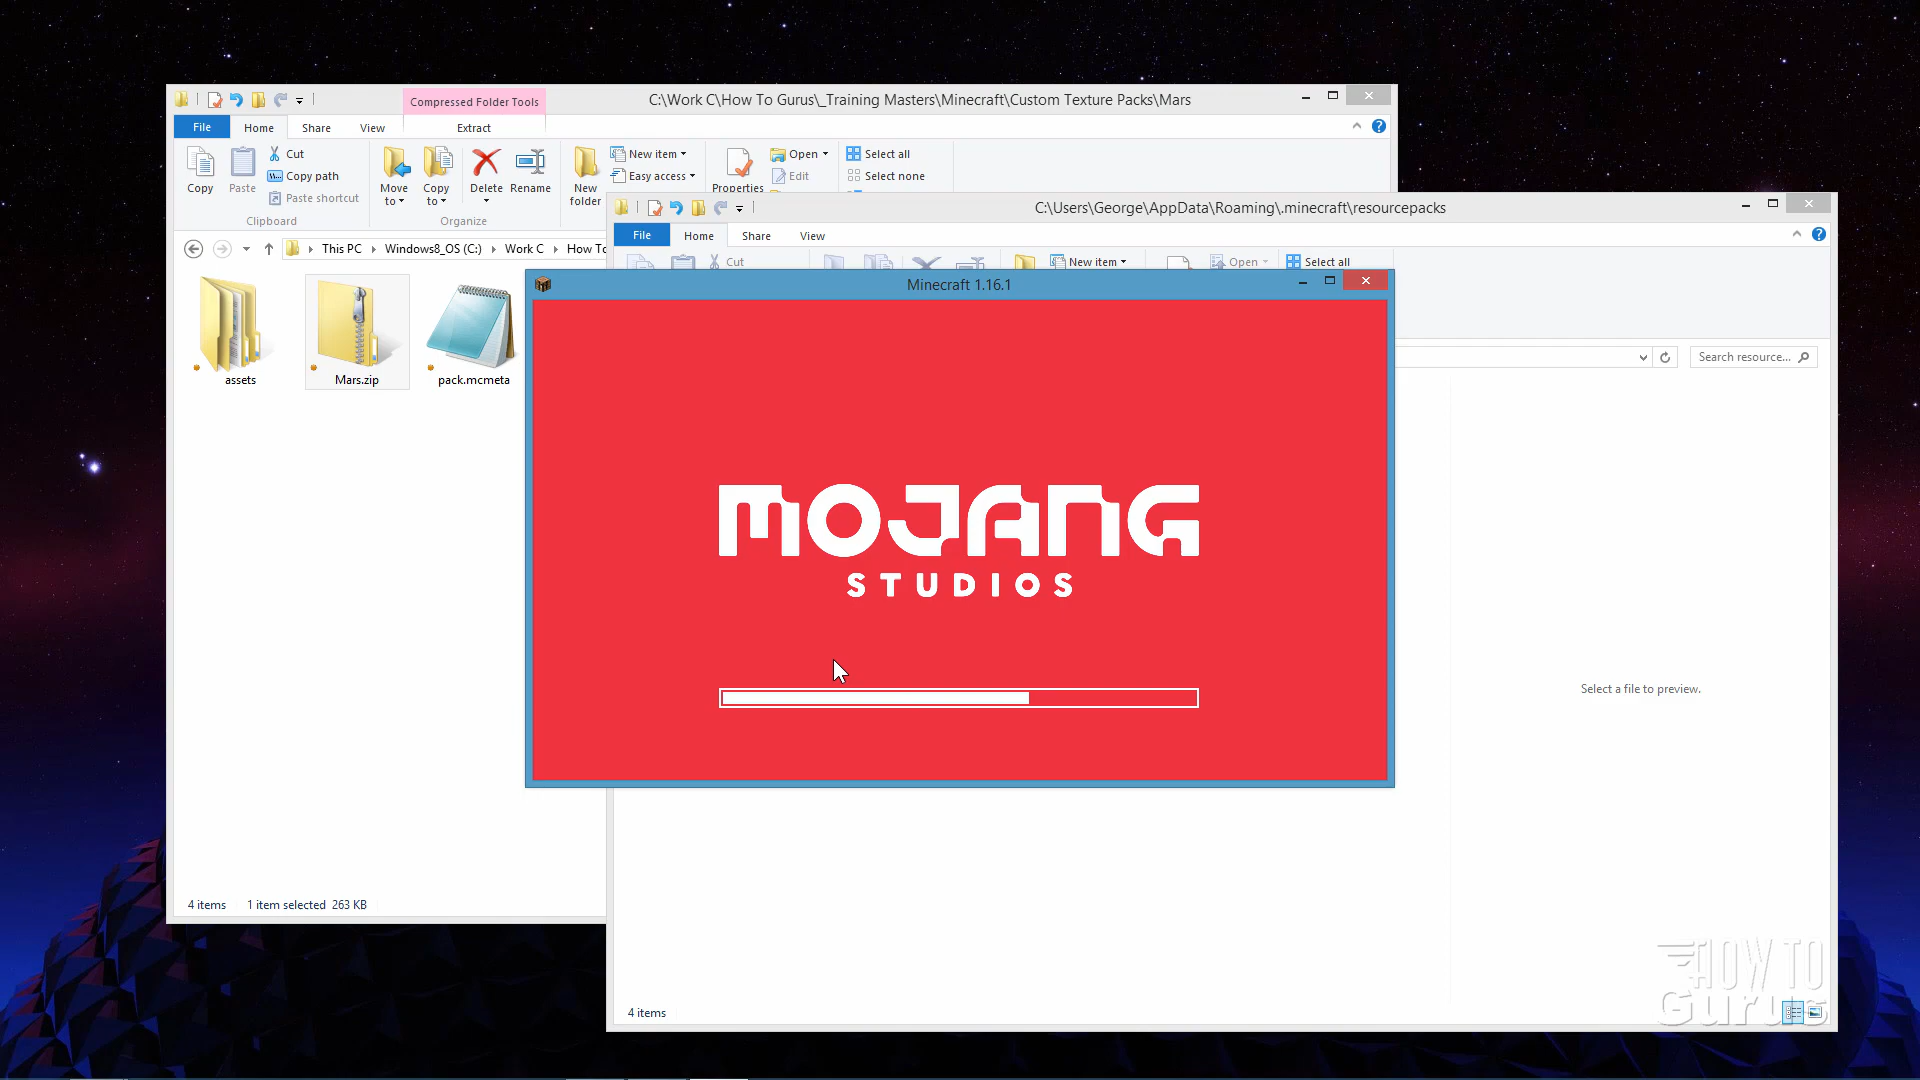 Compressed Folder Tools
C:\Work C\How To Gurus\_Training Masters\Minecraft\Custom Texture Packs\Mars
File Home Share View Extract
Copy
Paste
Cut
Copy path
Paste shortcut
Clipboard
Move to
Copy to
Delete
Rename
Organize
New folder
New item
Easy access
Properties
Open
Edit
Select all
Select none
This PC Windows8_OS (C:) Work C How To
assets
Mars.zip
pack.mcmeta
4 items 1 item selected 263 KB
C:\Users\George\AppData\Roaming\.minecraft\resourcepacks
File Home Share View
Cut
New item
Open
Select all
Search resource...
Select a file to preview.
4 items
Minecraft 1.16.1
MOJANG
STUDIOS
HOW TO
Gurus